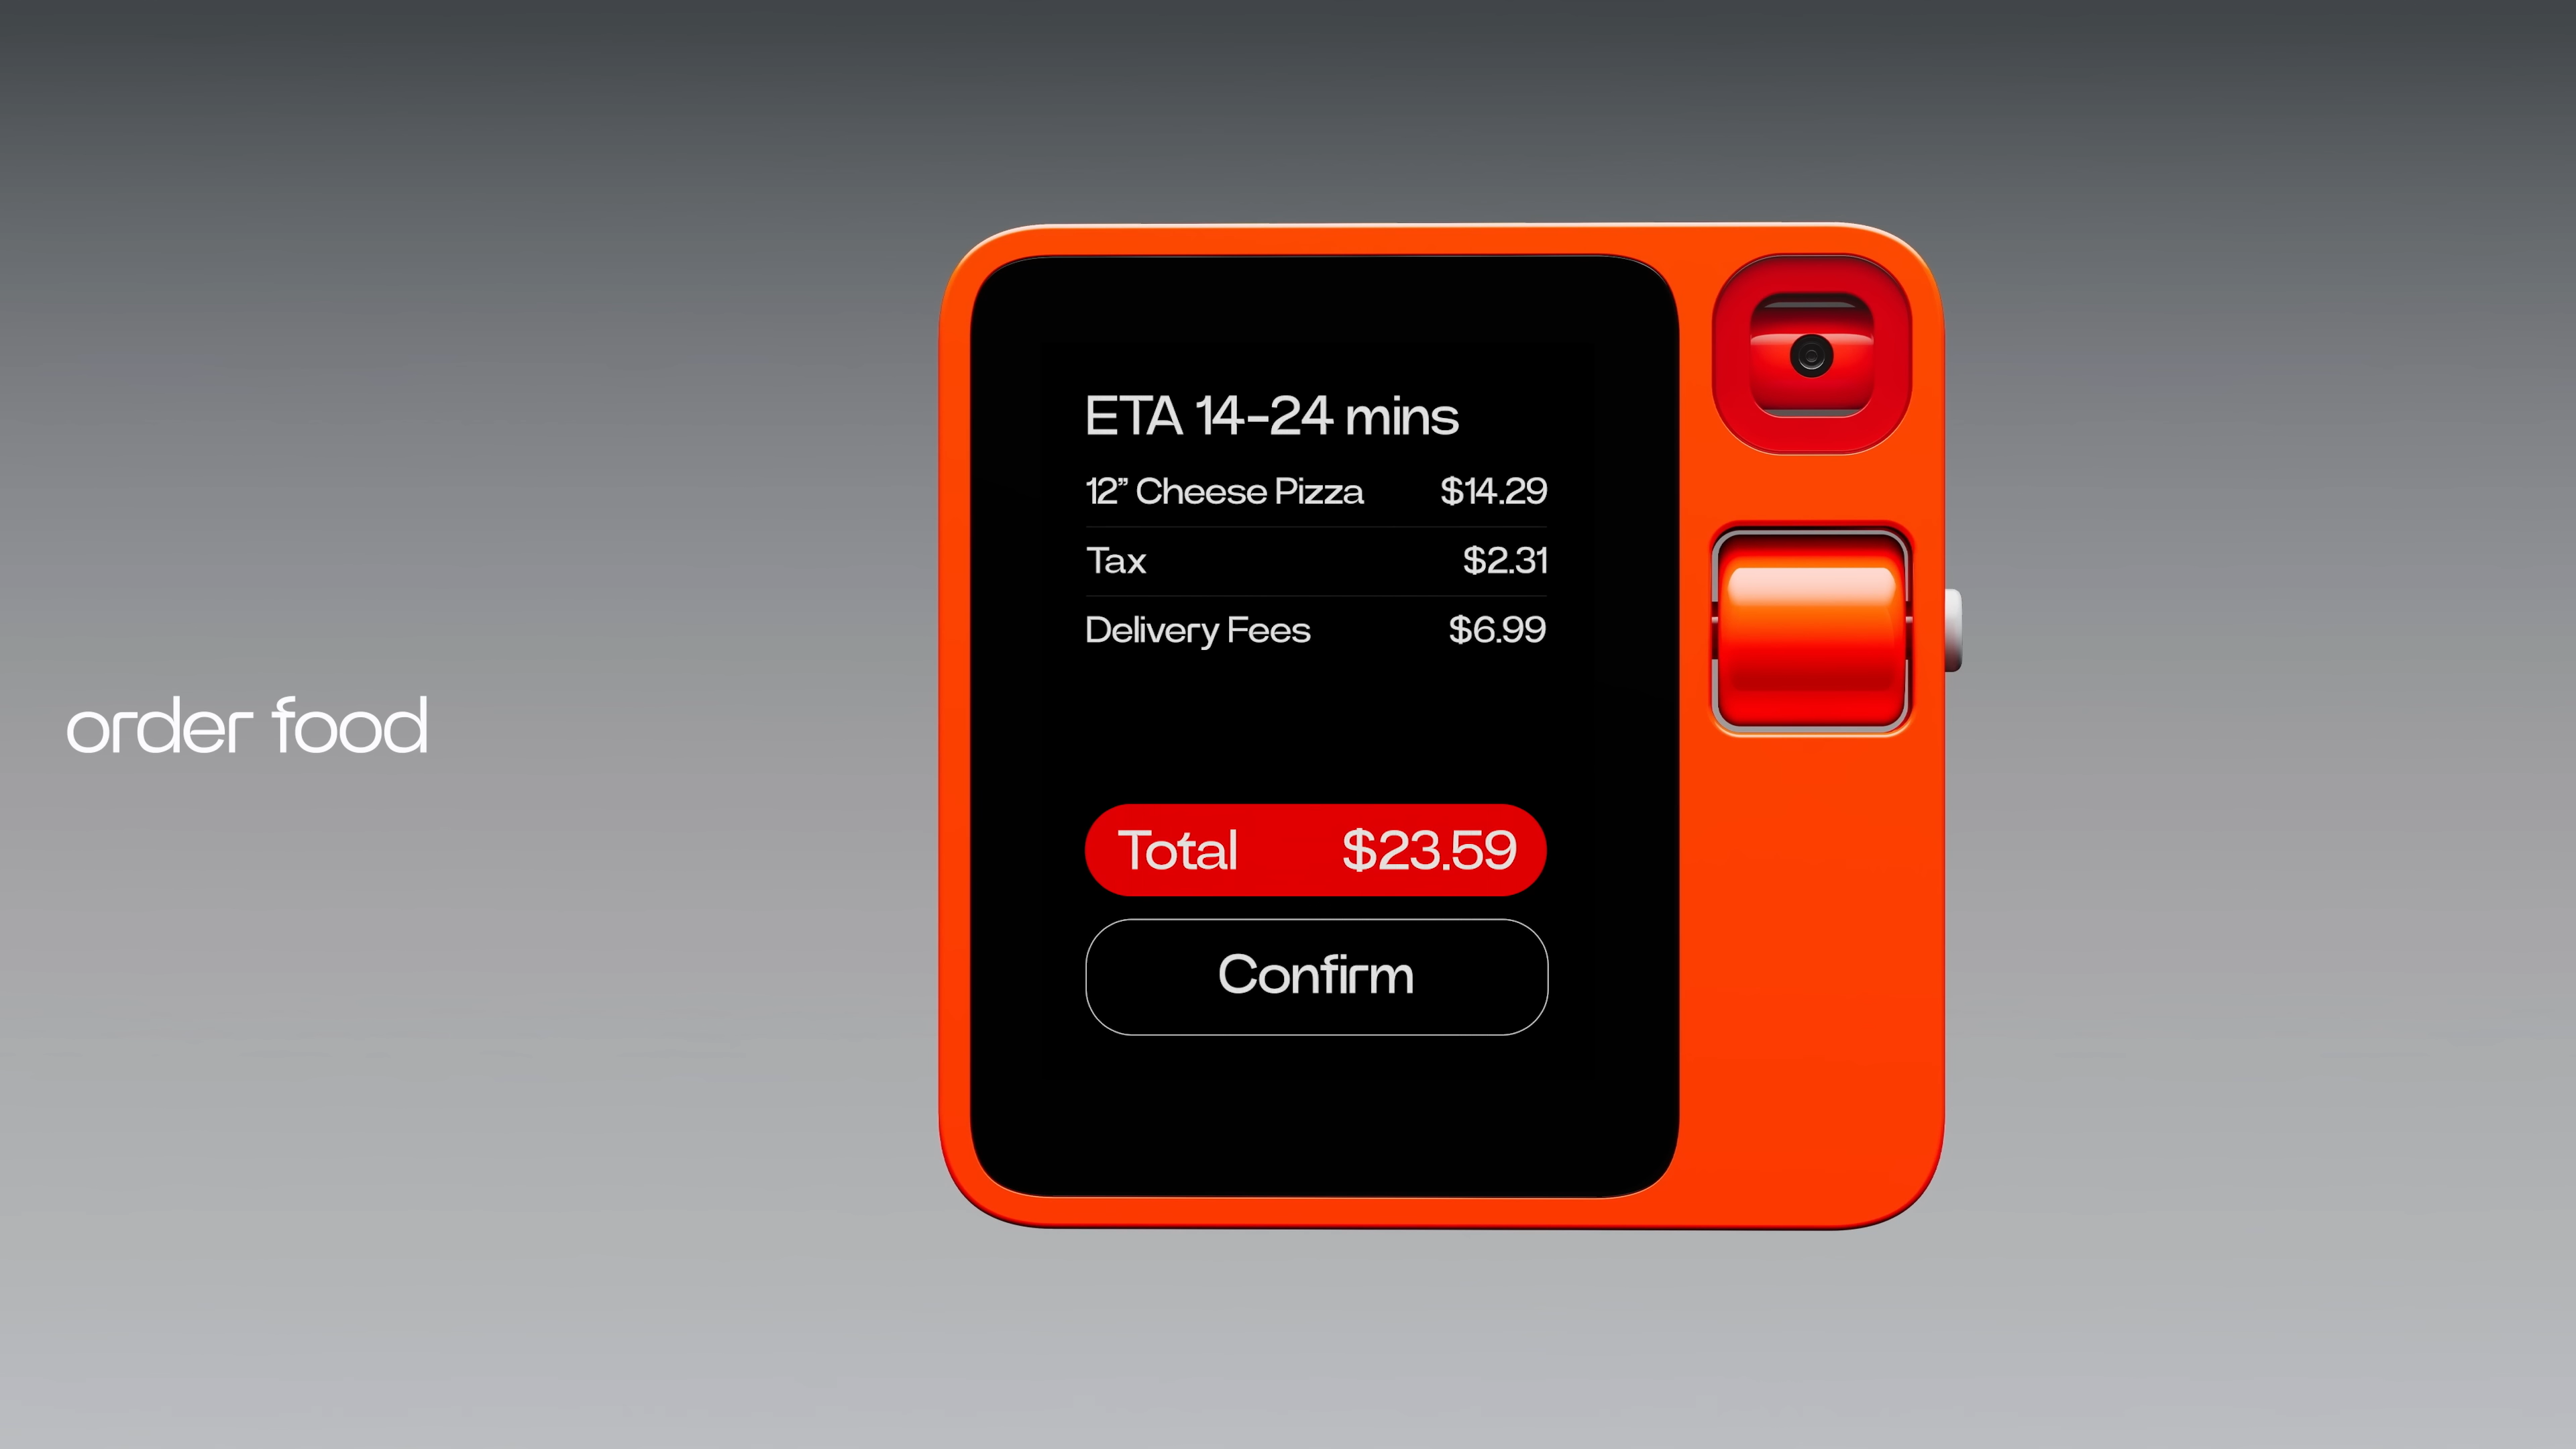 order food
ETA 14-24 mins
12” Cheese Pizza $14.29
Tax $2.31
Delivery Fees $6.99
Total $23.59
Confirm